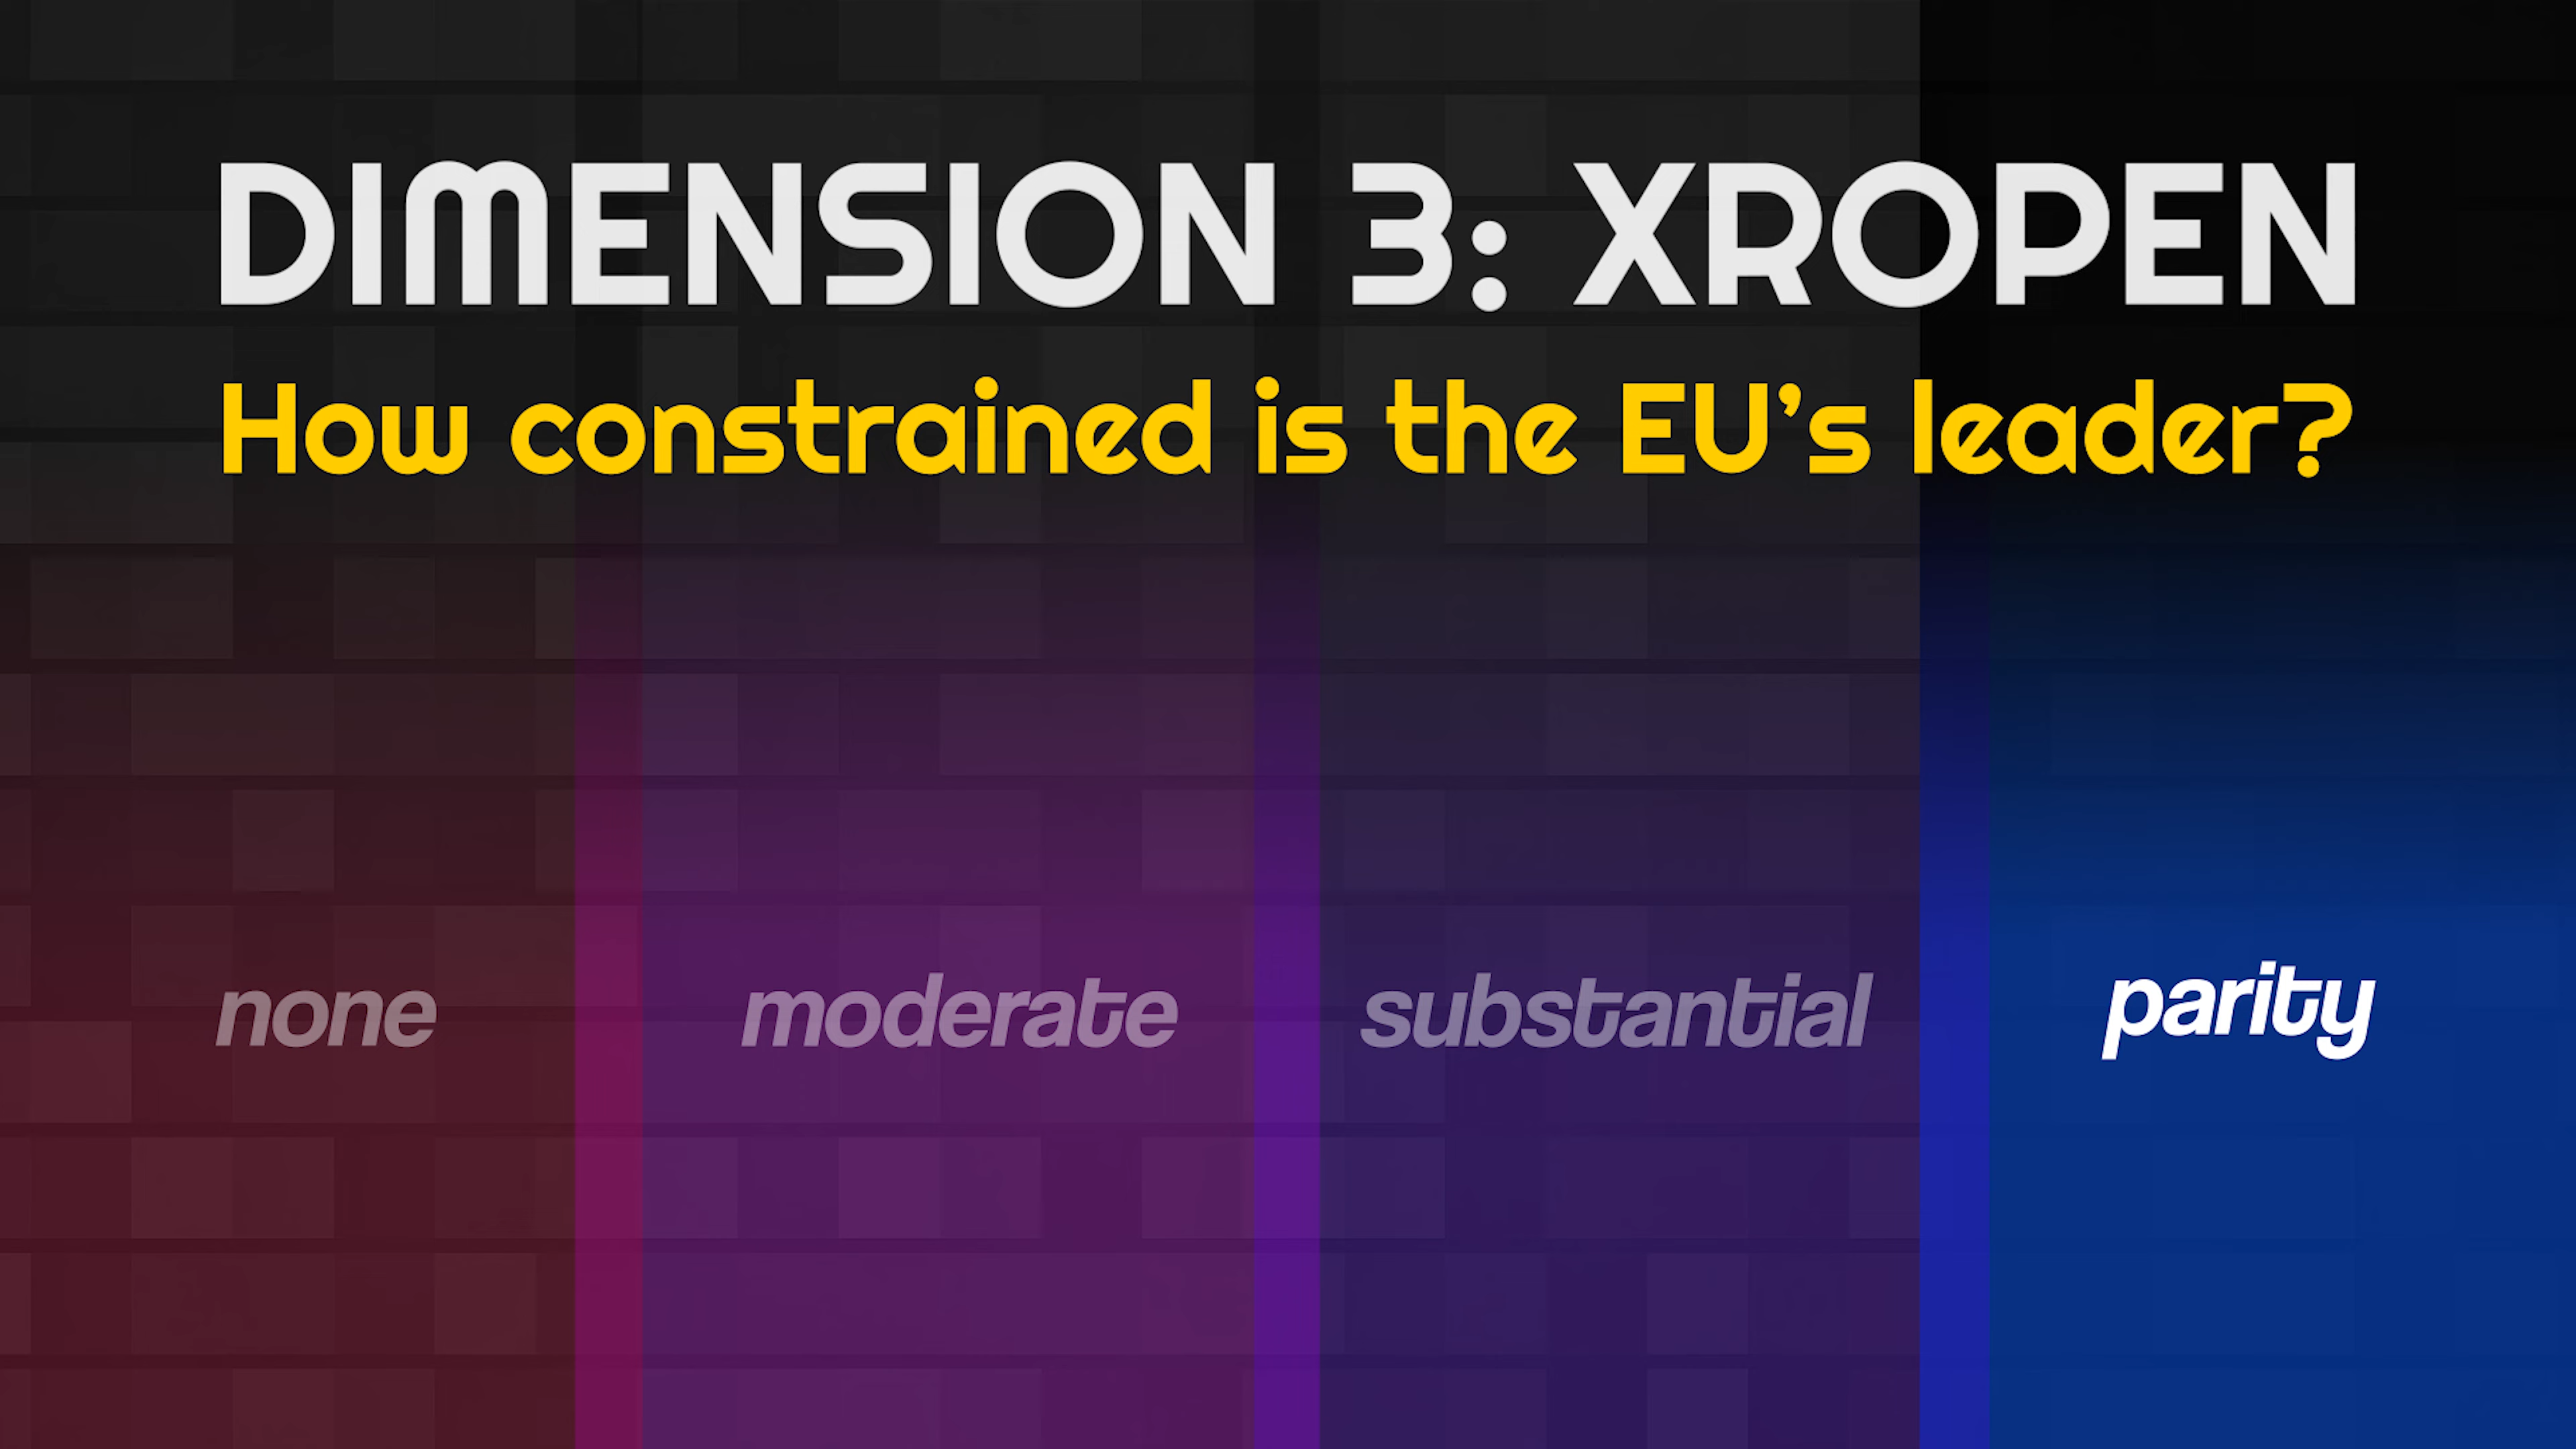 DIMENSION 3: XROPEN
How constrained is the EU’s leader?
none moderate substantial parity